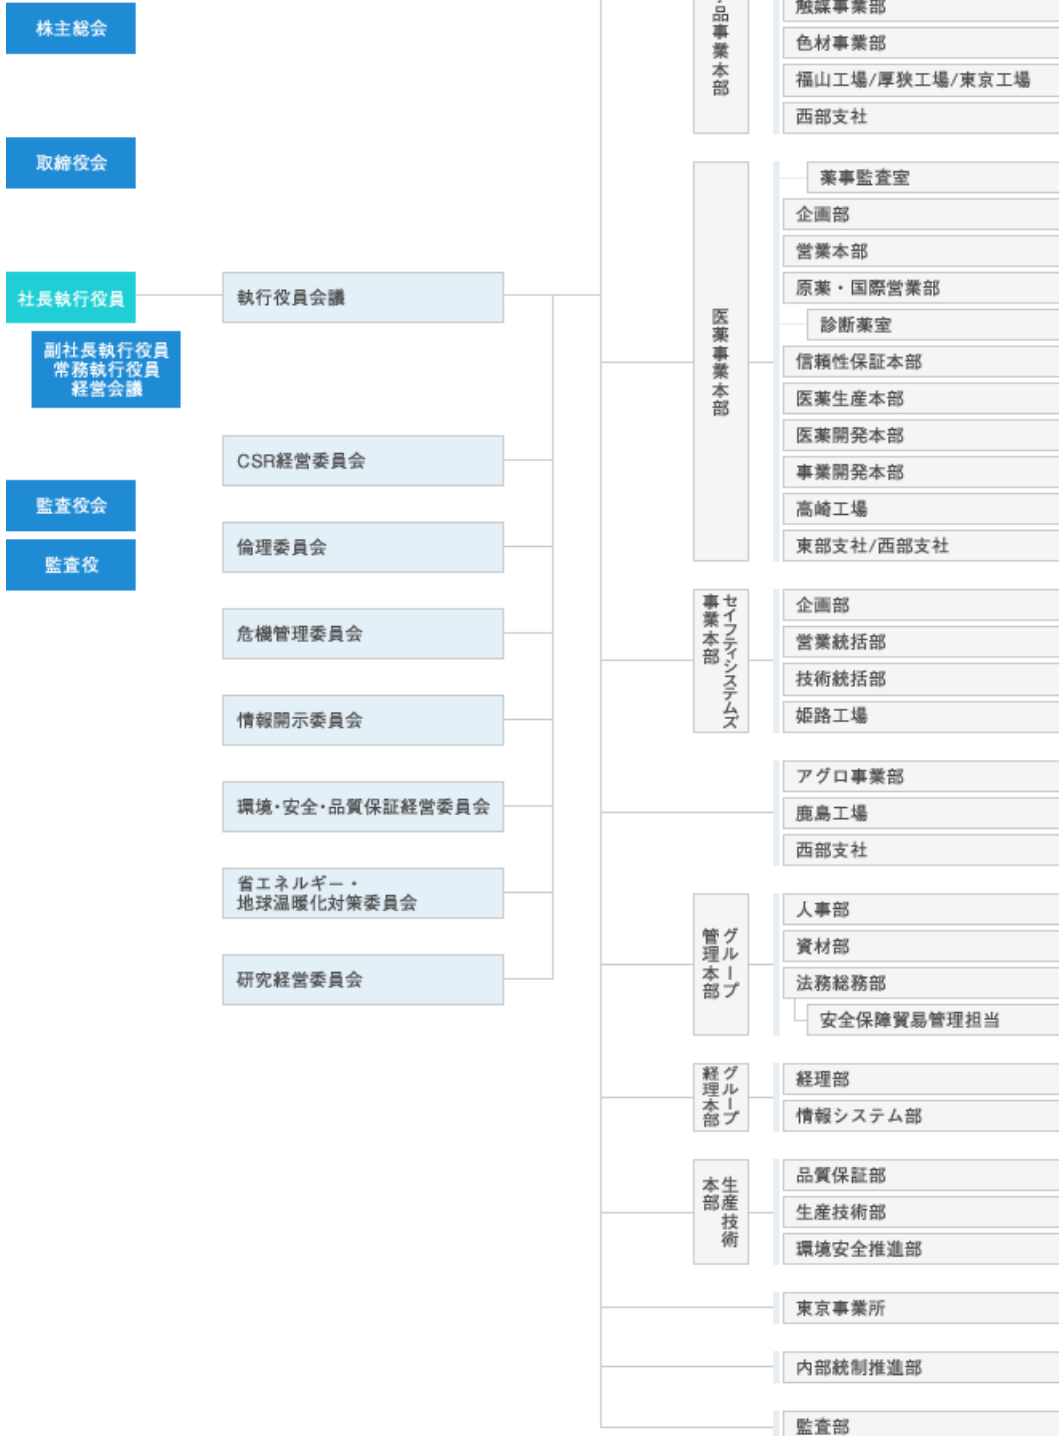 株主総会
取締役会
社長執行役員
副社長執行役員
常務執行役員
経営会議
監査役会
監査役
執行役員会議
CSR経営委員会
倫理委員会
危機管理委員会
情報開示委員会
環境・安全・品質保証経営委員会
省エネルギー・
地球温暖化対策委員会
研究経営委員会
品事業本部
触媒事業部
色材事業部
福山工場/厚狭工場/東京工場
西部支社
医薬事業本部
薬事監査室
企画部
営業本部
原薬・国際営業部
診断薬室
信頼性保証本部
医薬生産本部
医薬開発本部
事業開発本部
高崎工場
東部支社/西部支社
セイフティシステムズ
事業本部
企画部
営業統括部
技術統括部
姫路工場
アグロ事業部
鹿島工場
西部支社
グループ
管理本部
人事部
資材部
法務総務部
安全保障貿易管理担当
グループ
経理本部
経理部
情報システム部
生産技術
本部
品質保証部
生産技術部
環境安全推進部
東京事業所
内部統制推進部
監査部